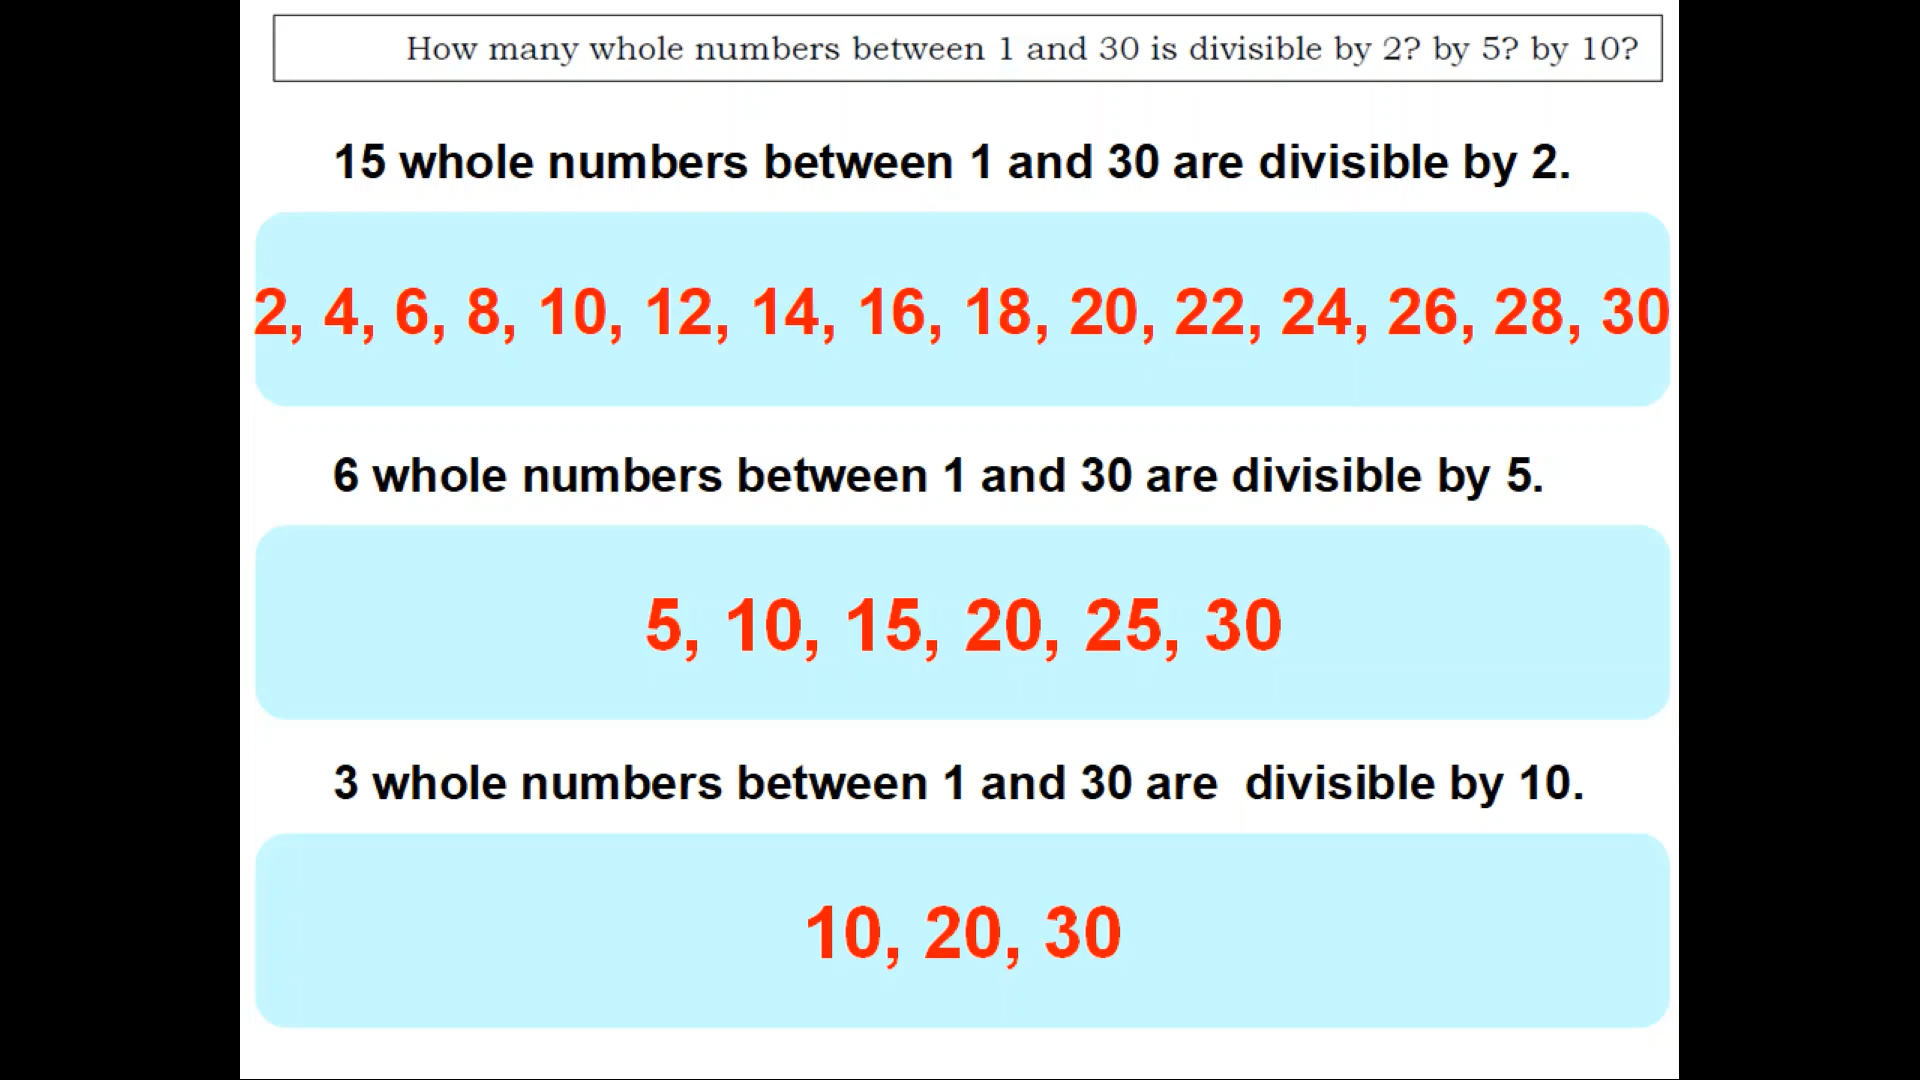 How many whole numbers between 1 and 30 is divisible by 2? by 5? by 10?
15 whole numbers between 1 and 30 are divisible by 2.
2, 4, 6, 8, 10, 12, 14, 16, 18, 20, 22, 24, 26, 28, 30
6 whole numbers between 1 and 30 are divisible by 5.
5, 10, 15, 20, 25, 30
3 whole numbers between 1 and 30 are  divisible by 10.
10, 20, 30